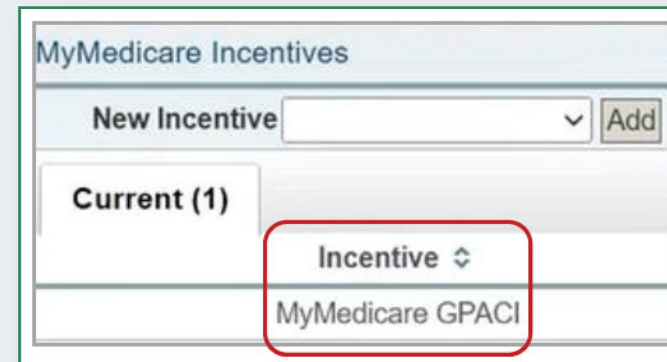 MyMedicare Incentives
New Incentive Add
Current (1)
Incentive
MyMedicare GPACI